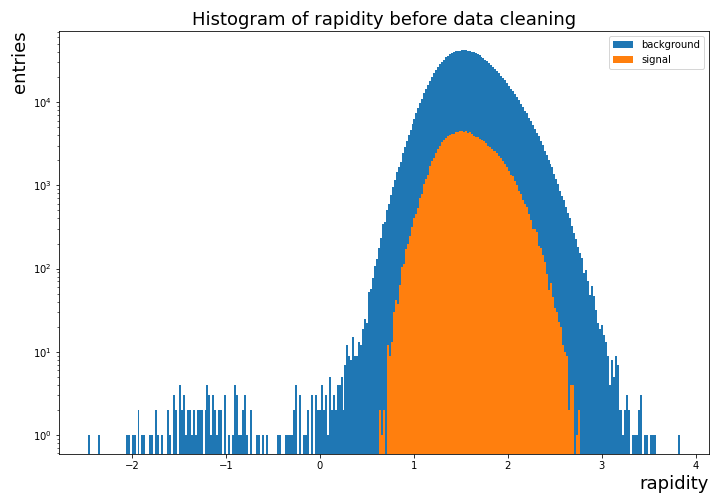 Histogram of rapidity before data cleaning
entries
background
signal
10⁴
10³
10²
10¹
10⁰
−2
−1
0
1
2
3
4
rapidity